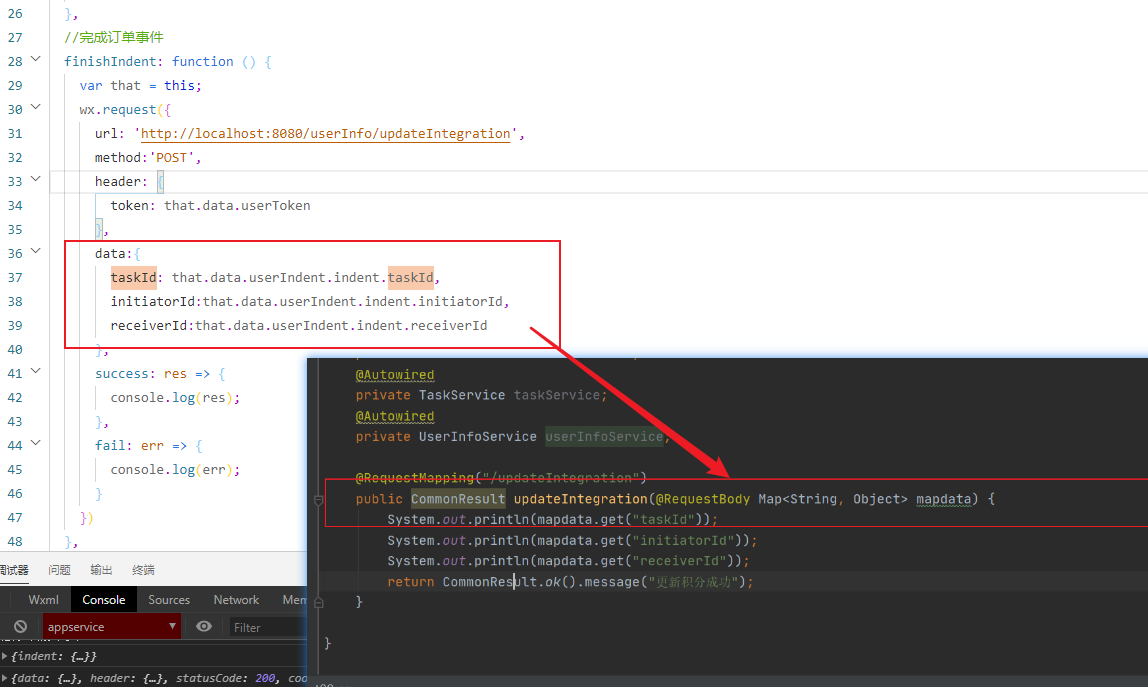 26 },
27 //完成订单事件
28 finishIndent: function () {
29 var that = this;
30 wx.request({
31 url: 'http://localhost:8080/userInfo/updateIntegration',
32 method:'POST',
33 header: {
34 token: that.data.userToken
35 },
36 data:{
37 taskId: that.data.userIndent.indent.taskId,
38 initiatorId:that.data.userIndent.indent.initiatorId,
39 receiverId:that.data.userIndent.indent.receiverId
40 },
41 success: res => {
42 console.log(res);
43 },
44 fail: err => {
45 console.log(err);
46 }
47 })
48 },
@Autowired
private TaskService taskService;
@Autowired
private UserInfoService userInfoService;
@RequestMapping("/updateIntegration")
public CommonResult updateIntegration(@RequestBody Map<String, Object> mapdata) {
System.out.println(mapdata.get("taskId"));
System.out.println(mapdata.get("initiatorId"));
System.out.println(mapdata.get("receiverId"));
return CommonResult.ok().message("更新积分成功");
}
}
调试器 问题 输出 终端
Wxml Console Sources Network Mem
appservice Filter
{indent: {…}}
{data: {…}, header: {…}, statusCode: 200, coo